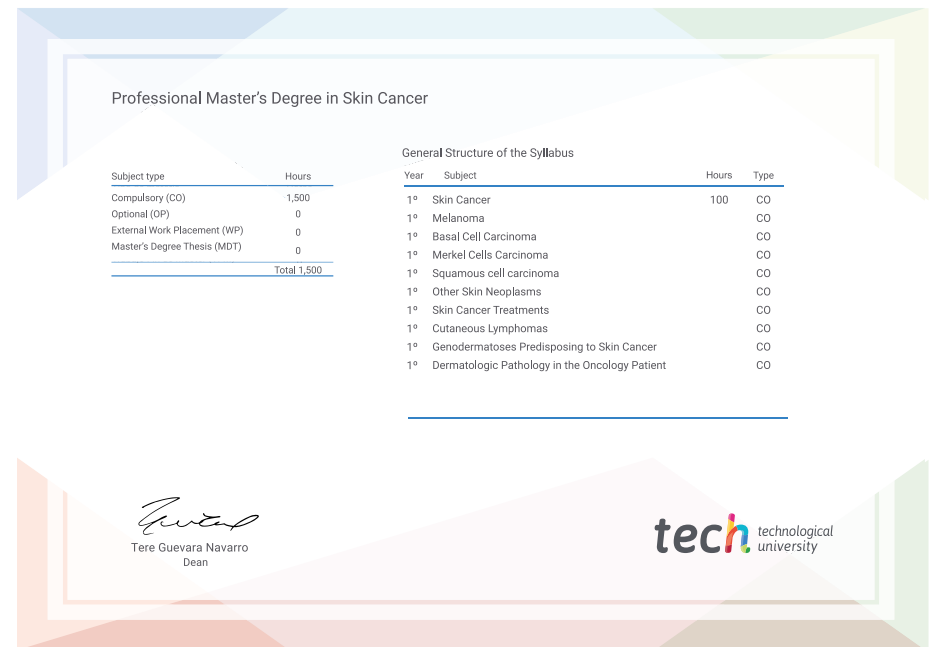 Professional Master's Degree in Skin Cancer
Subject type Hours
Compulsory (CO) 1,500
Optional (OP) 0
External Work Placement (WP) 0
Master's Degree Thesis (MDT) 0
Total 1,500
General Structure of the Syllabus
Year Subject Hours Type
1º Skin Cancer 100 CO
1º Melanoma CO
1º Basal Cell Carcinoma CO
1º Merkel Cells Carcinoma CO
1º Squamous cell carcinoma CO
1º Other Skin Neoplasms CO
1º Skin Cancer Treatments CO
1º Cutaneous Lymphomas CO
1º Genodermatoses Predisposing to Skin Cancer CO
1º Dermatologic Pathology in the Oncology Patient CO
Tere Guevara Navarro
Dean
tech technological
university